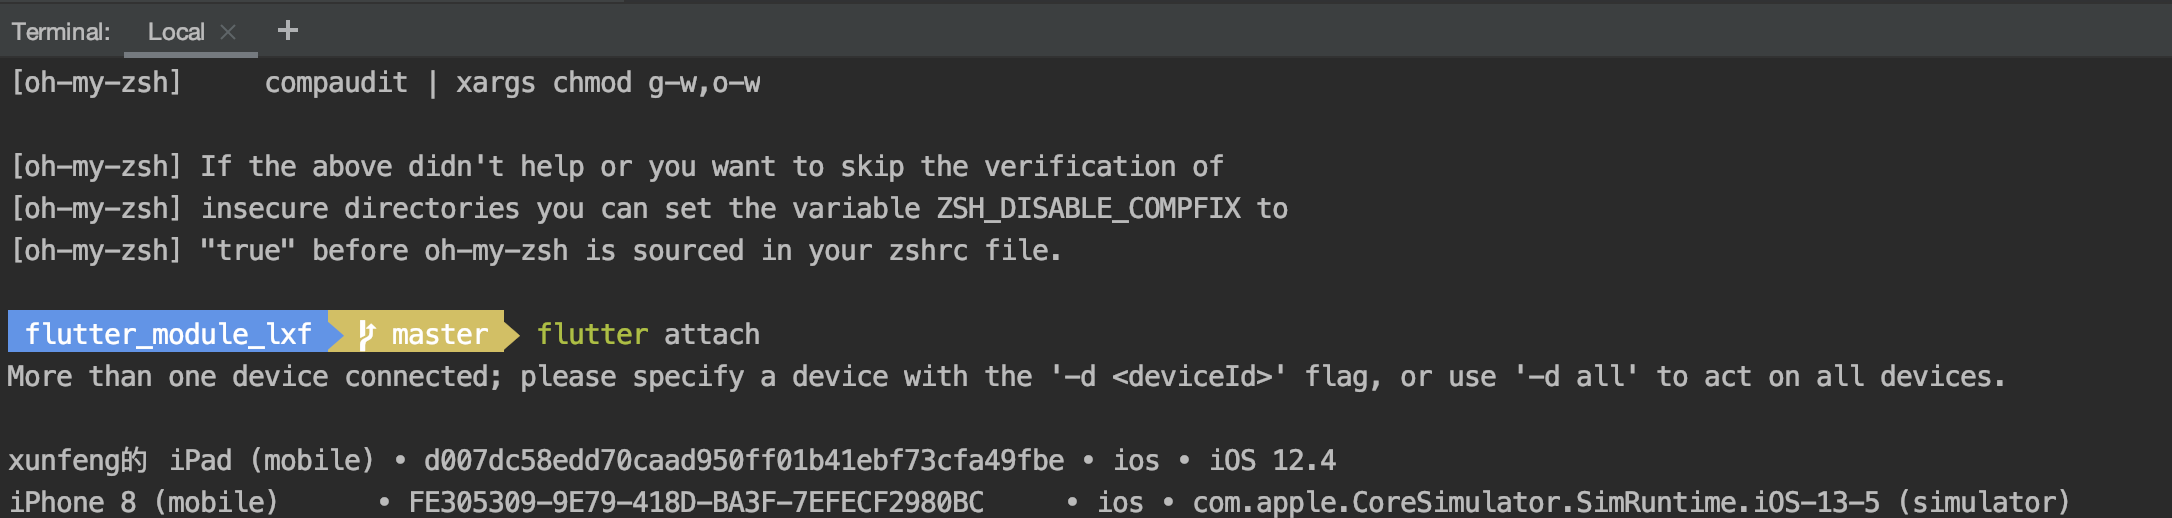 Terminal: Local × +
[oh-my-zsh]     compaudit | xargs chmod g-w,o-w
[oh-my-zsh] If the above didn't help or you want to skip the verification of
[oh-my-zsh] insecure directories you can set the variable ZSH_DISABLE_COMPFIX to
[oh-my-zsh] "true" before oh-my-zsh is sourced in your zshrc file.
flutter_module_lxf master flutter attach
More than one device connected; please specify a device with the '-d <deviceId>' flag, or use '-d all' to act on all devices.
xunfeng的 iPad (mobile) • d007dc58edd70caad950ff01b41ebf73cfa49fbe • ios • iOS 12.4
iPhone 8 (mobile)      • FE305309-9E79-418D-BA3F-7EFECF2980BC     • ios • com.apple.CoreSimulator.SimRuntime.iOS-13-5 (simulator)